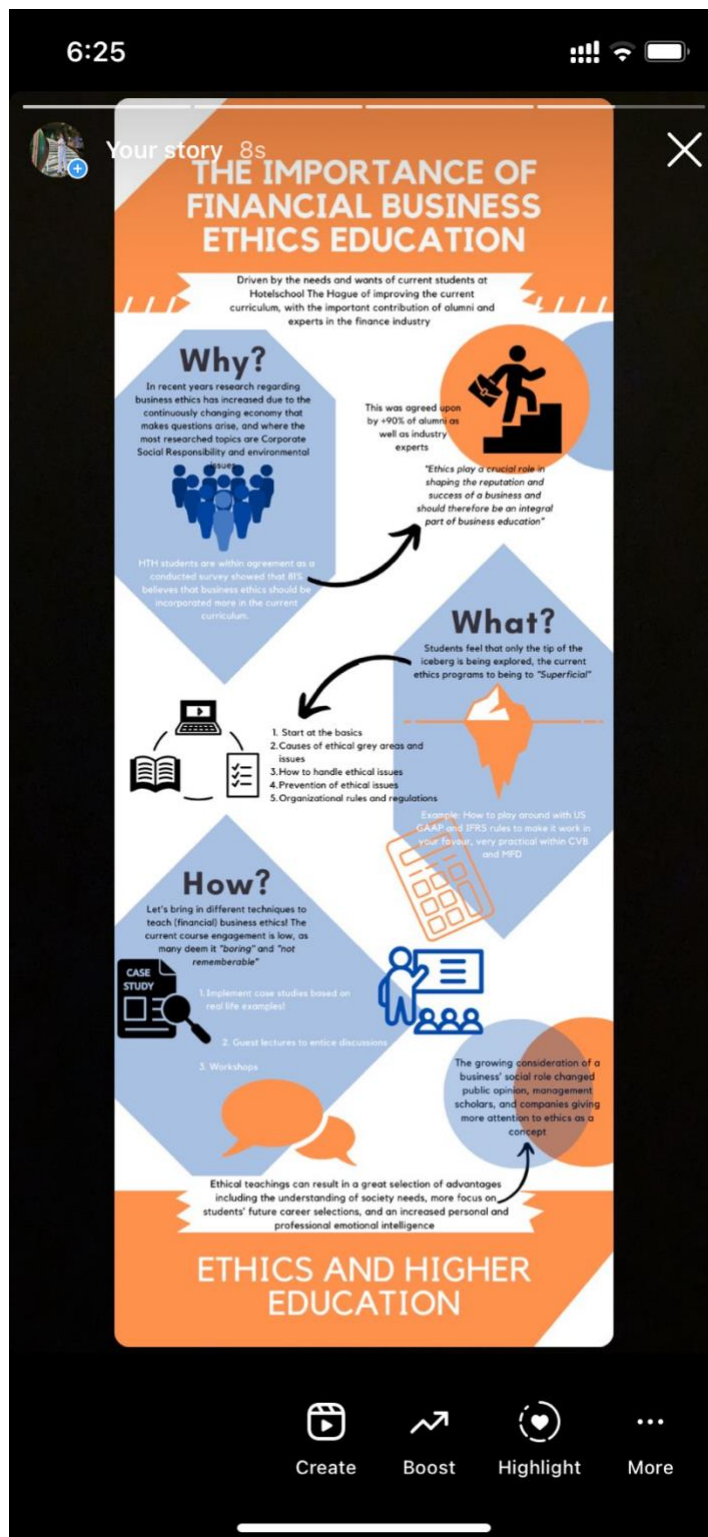 6:25
Your story 8s
THE IMPORTANCE OF
FINANCIAL BUSINESS
ETHICS EDUCATION
Driven by the needs and wants of current students at
Hotelschool The Hague of improving the current
curriculum, with the important contribution of alumni and
experts in the finance industry
Why?
In recent years research regarding
business ethics has increased due to the
continuously changing economy that
makes questions arise, and where the
most researched topics are Corporate
Social Responsibility and environmental
issues
HTH students are within agreement as a
conducted survey showed that 81%
believes that business ethics should be
incorporated more in the current
curriculum.
This was agreed upon
by +90% of alumni as
well as industry
experts
"Ethics play a crucial role in
shaping the reputation and
success of a business and
should therefore be an integral
part of business education"
What?
Students feel that only the tip of the
iceberg is being explored, the current
ethics programs to being to "Superficial"
1. Start at the basics
2. Causes of ethical grey areas and
issues
3. How to handle ethical issues
4. Prevention of ethical issues
5. Organizational rules and regulations
Example: How to play around with US
GAAP and IFRS rules to make it work in
your favour, very practical within CVB
and MFD
How?
Let's bring in different techniques to
teach (financial) business ethics! The
current course engagement is low, as
many deem it "boring" and "not
rememberable"
CASE
STUDY
1. Implement case studies based on
real life examples!
2. Guest lectures to entice discussions
3. Workshops
The growing consideration of a
business' social role changed
public opinion, management
scholars, and companies giving
more attention to ethics as a
concept
Ethical teachings can result in a great selection of advantages
including the understanding of society needs, more focus on
students' future career selections, and an increased personal and
professional emotional intelligence
ETHICS AND HIGHER
EDUCATION
Create Boost Highlight More